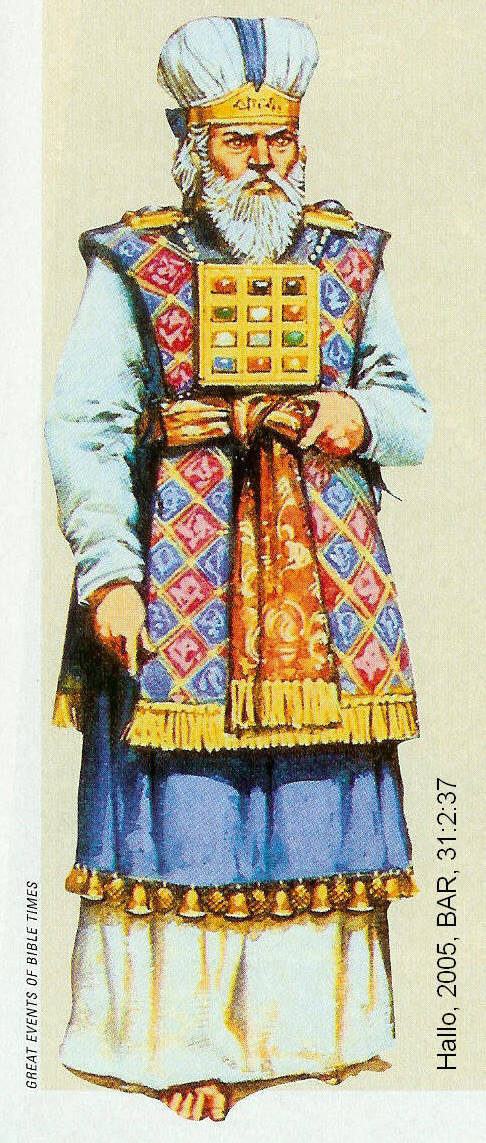 GREAT EVENTS OF BIBLE TIMES
Hallo, 2005, BAR, 31:2:37